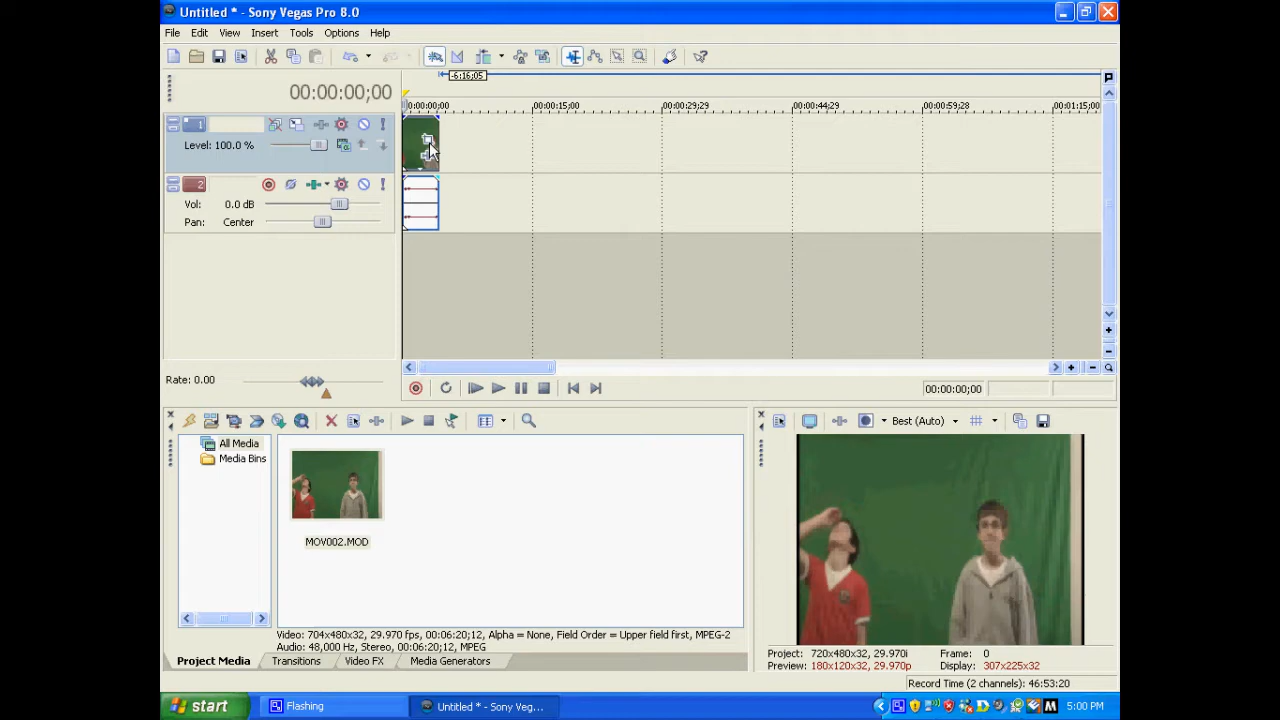 Untitled * - Sony Vegas Pro 8.0
File Edit View Insert Tools Options Help
-6:16;05
00:00:00;00
0:00:00;00 00:00:15;00 00:00:29;29 00:00:44;29 00:00:59;28 00:01:15;00
1
Level: 100.0 %
2
Vol: 0.0 dB
Pan: Center
Rate: 0.00
00:00:00;00
All Media
Media Bins
Best (Auto)
MOV002.MOD
Video: 704x480x32, 29.970 fps, 00:06:20;12, Alpha = None, Field Order = Upper field first, MPEG-2
Audio: 48,000 Hz, Stereo, 00:06:20;12, MPEG
Project: 720x480x32, 29.970i Frame: 0
Preview: 180x120x32, 29.970p Display: 307x225x32
Project Media Transitions Video FX Media Generators
Record Time (2 channels): 46:53:20
start Flashing Untitled * - Sony Veg... 5:00 PM